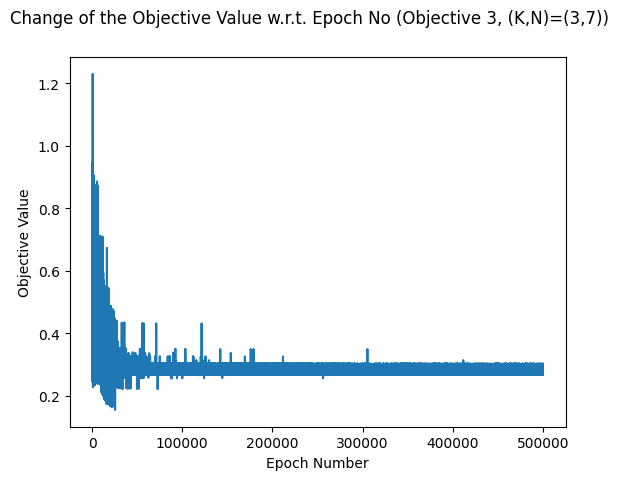 Change of the Objective Value w.r.t. Epoch No (Objective 3, (K,N)=(3,7))
1.2
1.0
0.8
0.6
0.4
0.2
Objective Value
0 100000 200000 300000 400000 500000
Epoch Number